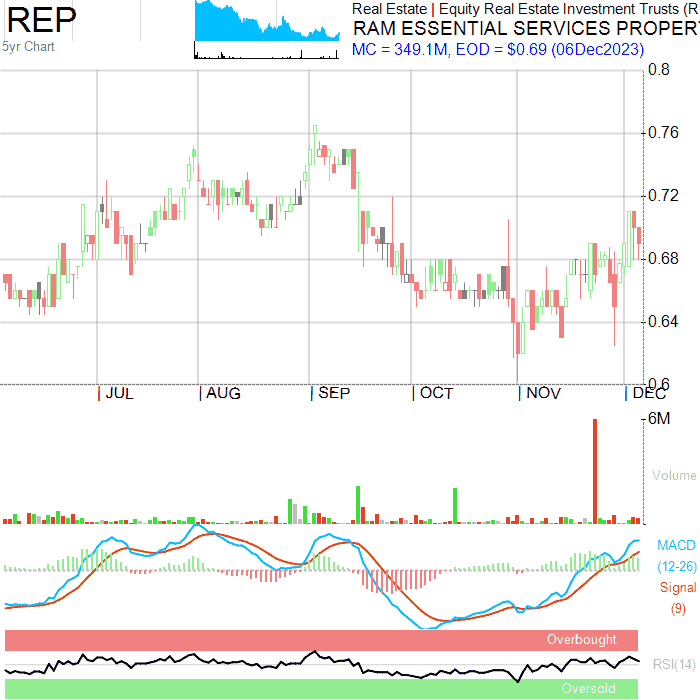 REP
5yr Chart
Real Estate | Equity Real Estate Investment Trusts (R
RAM ESSENTIAL SERVICES PROPER
MC = 349.1M, EOD = $0.69 (06Dec2023)
0.8
0.76
0.72
0.68
0.64
0.6
JUL AUG SEP OCT NOV DEC
6M
Volume
MACD
(12-26)
Signal
(9)
Overbought
RSI(14)
Oversold